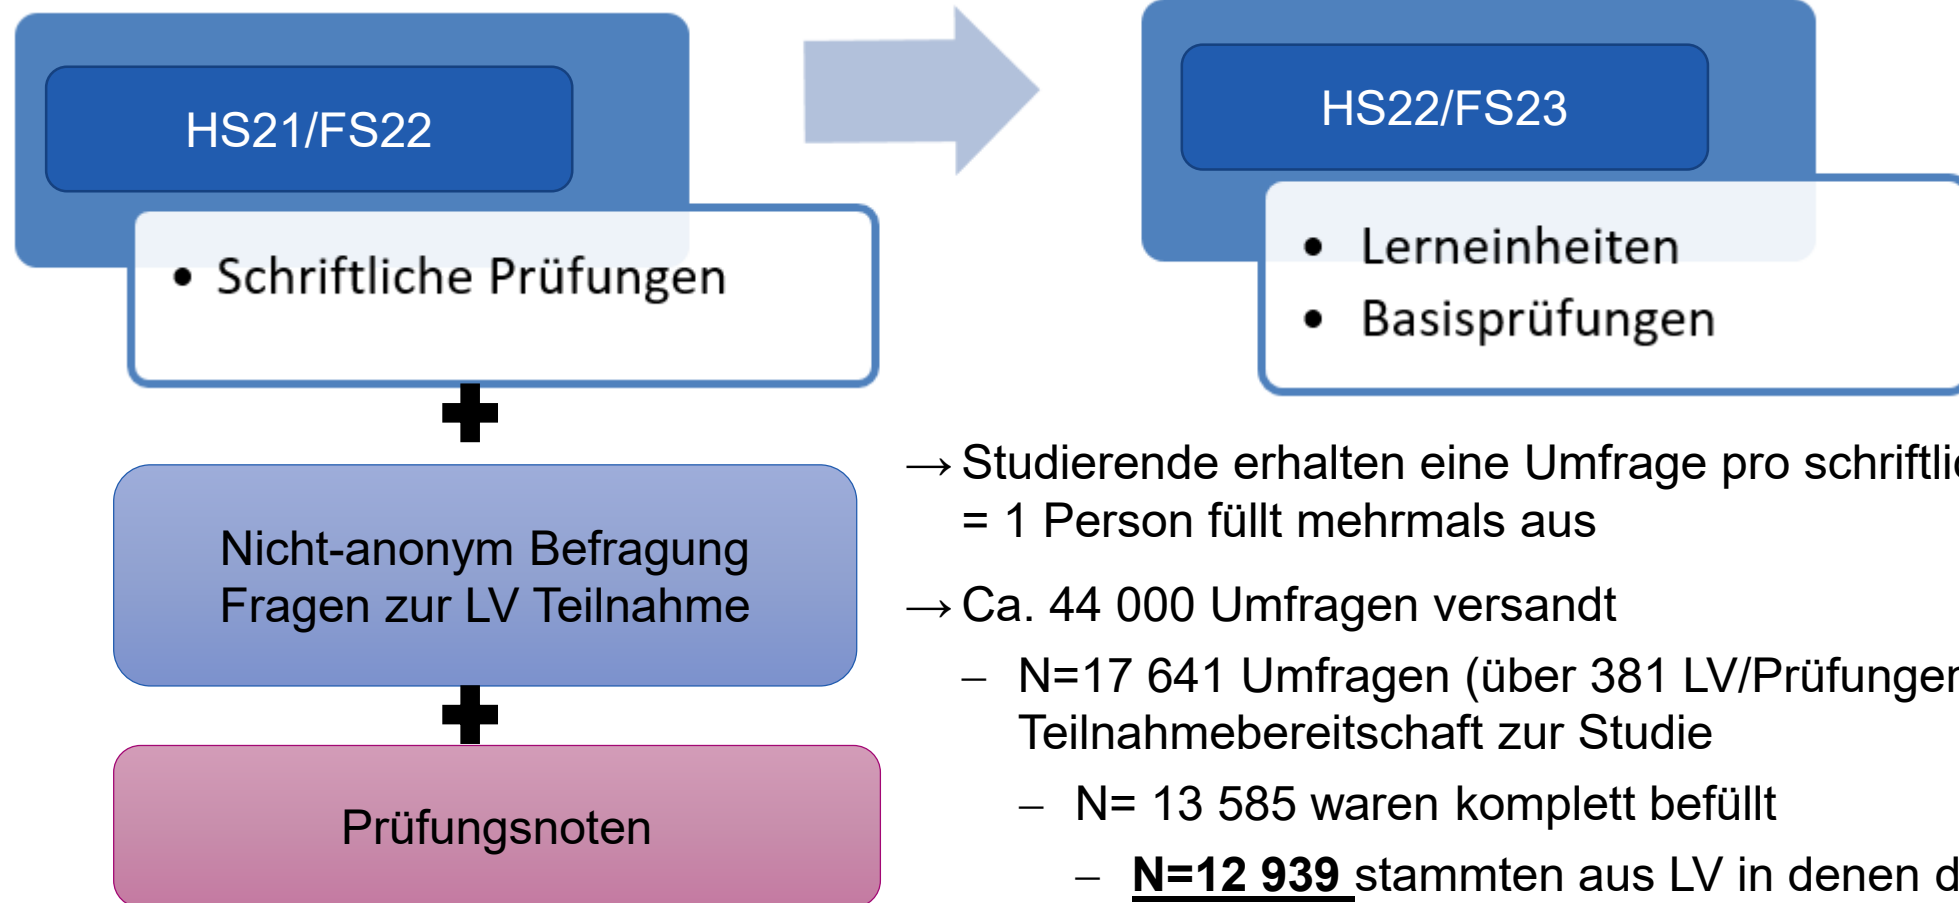 HS21/FS22
• Schriftliche Prüfungen
Nicht-anonym Befragung
Fragen zur LV Teilnahme
Prüfungsnoten
HS22/FS23
• Lerneinheiten
• Basisprüfungen
→ Studierende erhalten eine Umfrage pro
= 1 Person füllt mehrmals aus
→ Ca. 44 000 Umfragen versandt
– N=17 641 Umfragen (über 381 LV/Prüfungen
Teilnahmebereitschaft zur Studie
– N= 13 585 waren komplett befüllt
– N=12 939 stammten aus LV in denen